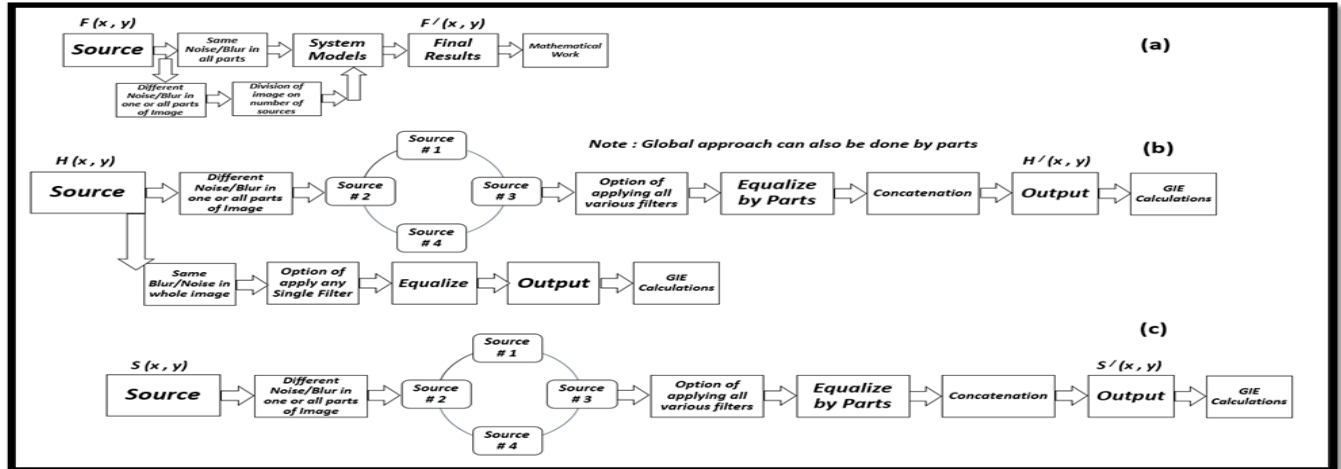 F (x , y)
F ʹ (x , y)
Source
Same
Noise/Blur in
all parts
System
Models
Final
Results
Mathematical
Work
(a)
Different
Noise/Blur in
one or all parts
of Image
Division of
image on
number of
sources
Note : Global approach can also be done by parts
(b)
H (x , y)
H ʹ (x , y)
Source
Different
Noise/Blur in
one or all parts
of Image
Source
# 1
Source
# 2
Source
# 3
Source
# 4
Option of
applying all
various filters
Equalize
by Parts
Concatenation
Output
GIE
Calculations
Same
Blur/Noise in
whole image
Option of
apply any
Single Filter
Equalize
Output
GIE
Calculations
(c)
S (x , y)
S ʹ (x , y)
Source
Different
Noise/Blur in
one or all parts
of Image
Source
# 1
Source
# 2
Source
# 3
Source
# 4
Option of
applying all
various filters
Equalize
by Parts
Concatenation
Output
GIE
Calculations